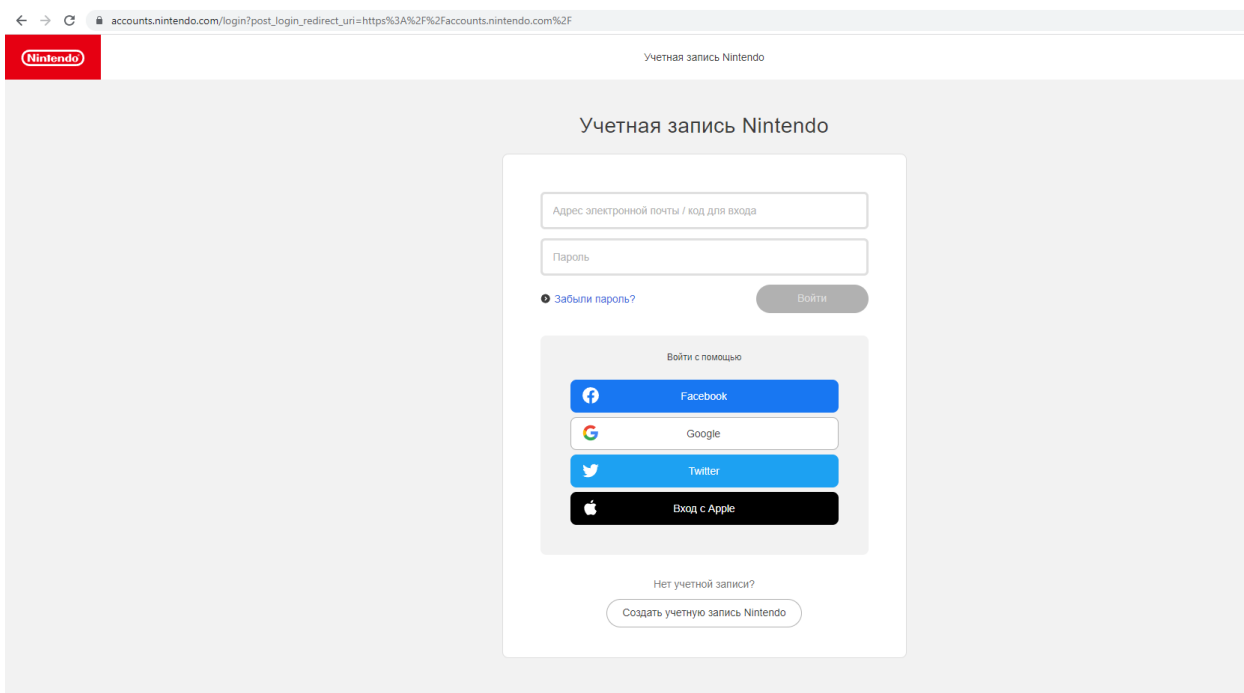 accounts.nintendo.com/login?post_login_redirect_uri=https%3A%2F%2Faccounts.nintendo.com%2F
Nintendo
Учетная запись Nintendo
Учетная запись Nintendo
Адрес электронной почты / код для входа
Пароль
Забыли пароль?
Войти
Войти с помощью
Facebook
Google
Twitter
Вход с Apple
Нет учетной записи?
Создать учетную запись Nintendo